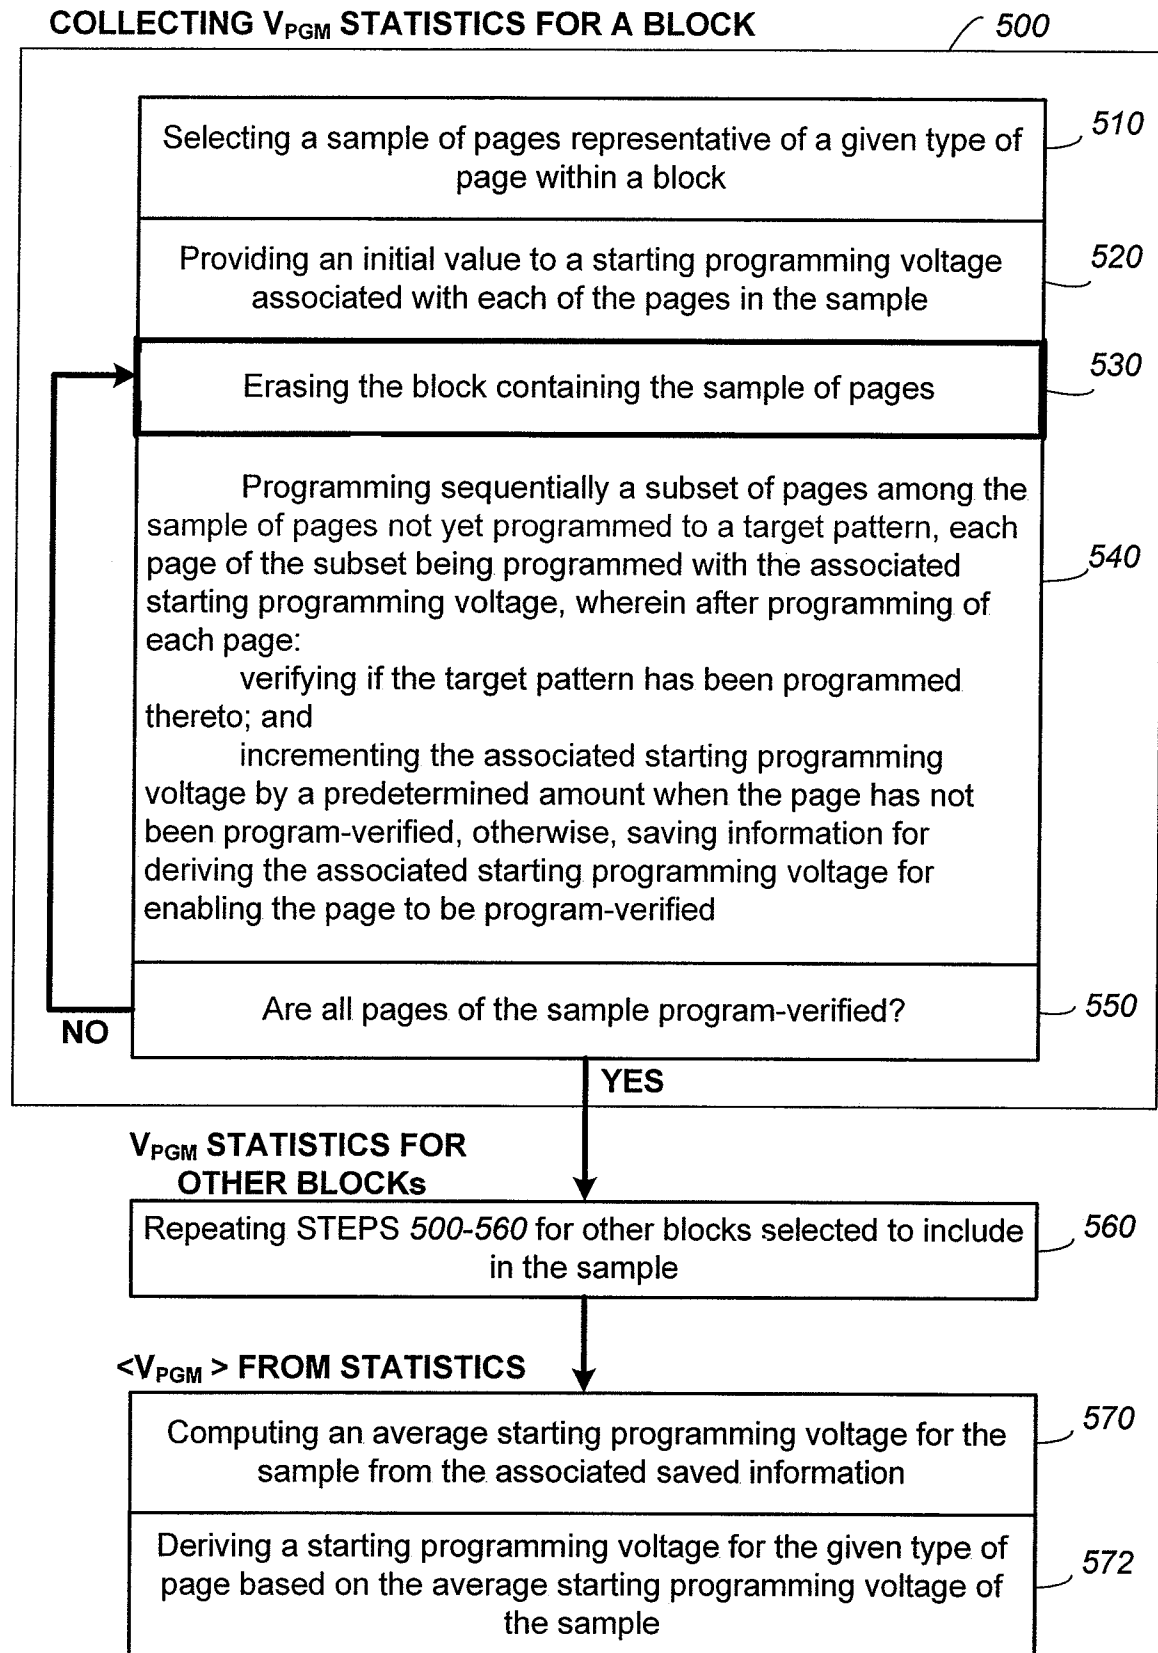 COLLECTING VPGM STATISTICS FOR A BLOCK
500
Selecting a sample of pages representative of a given type of
page within a block
510
Providing an initial value to a starting programming voltage
associated with each of the pages in the sample
520
Erasing the block containing the sample of pages
530
Programming sequentially a subset of pages among the
sample of pages not yet programmed to a target pattern, each
page of the subset being programmed with the associated
starting programming voltage, wherein after programming of
each page:
verifying if the target pattern has been programmed
thereto; and
incrementing the associated starting programming
voltage by a predetermined amount when the page has not
been program-verified, otherwise, saving information for
deriving the associated starting programming voltage for
enabling the page to be program-verified
540
Are all pages of the sample program-verified?
550
NO
YES
VPGM STATISTICS FOR
OTHER BLOCKs
Repeating STEPS 500-560 for other blocks selected to include
in the sample
560
<VPGM > FROM STATISTICS
Computing an average starting programming voltage for the
sample from the associated saved information
570
Deriving a starting programming voltage for the given type of
page based on the average starting programming voltage of
the sample
572